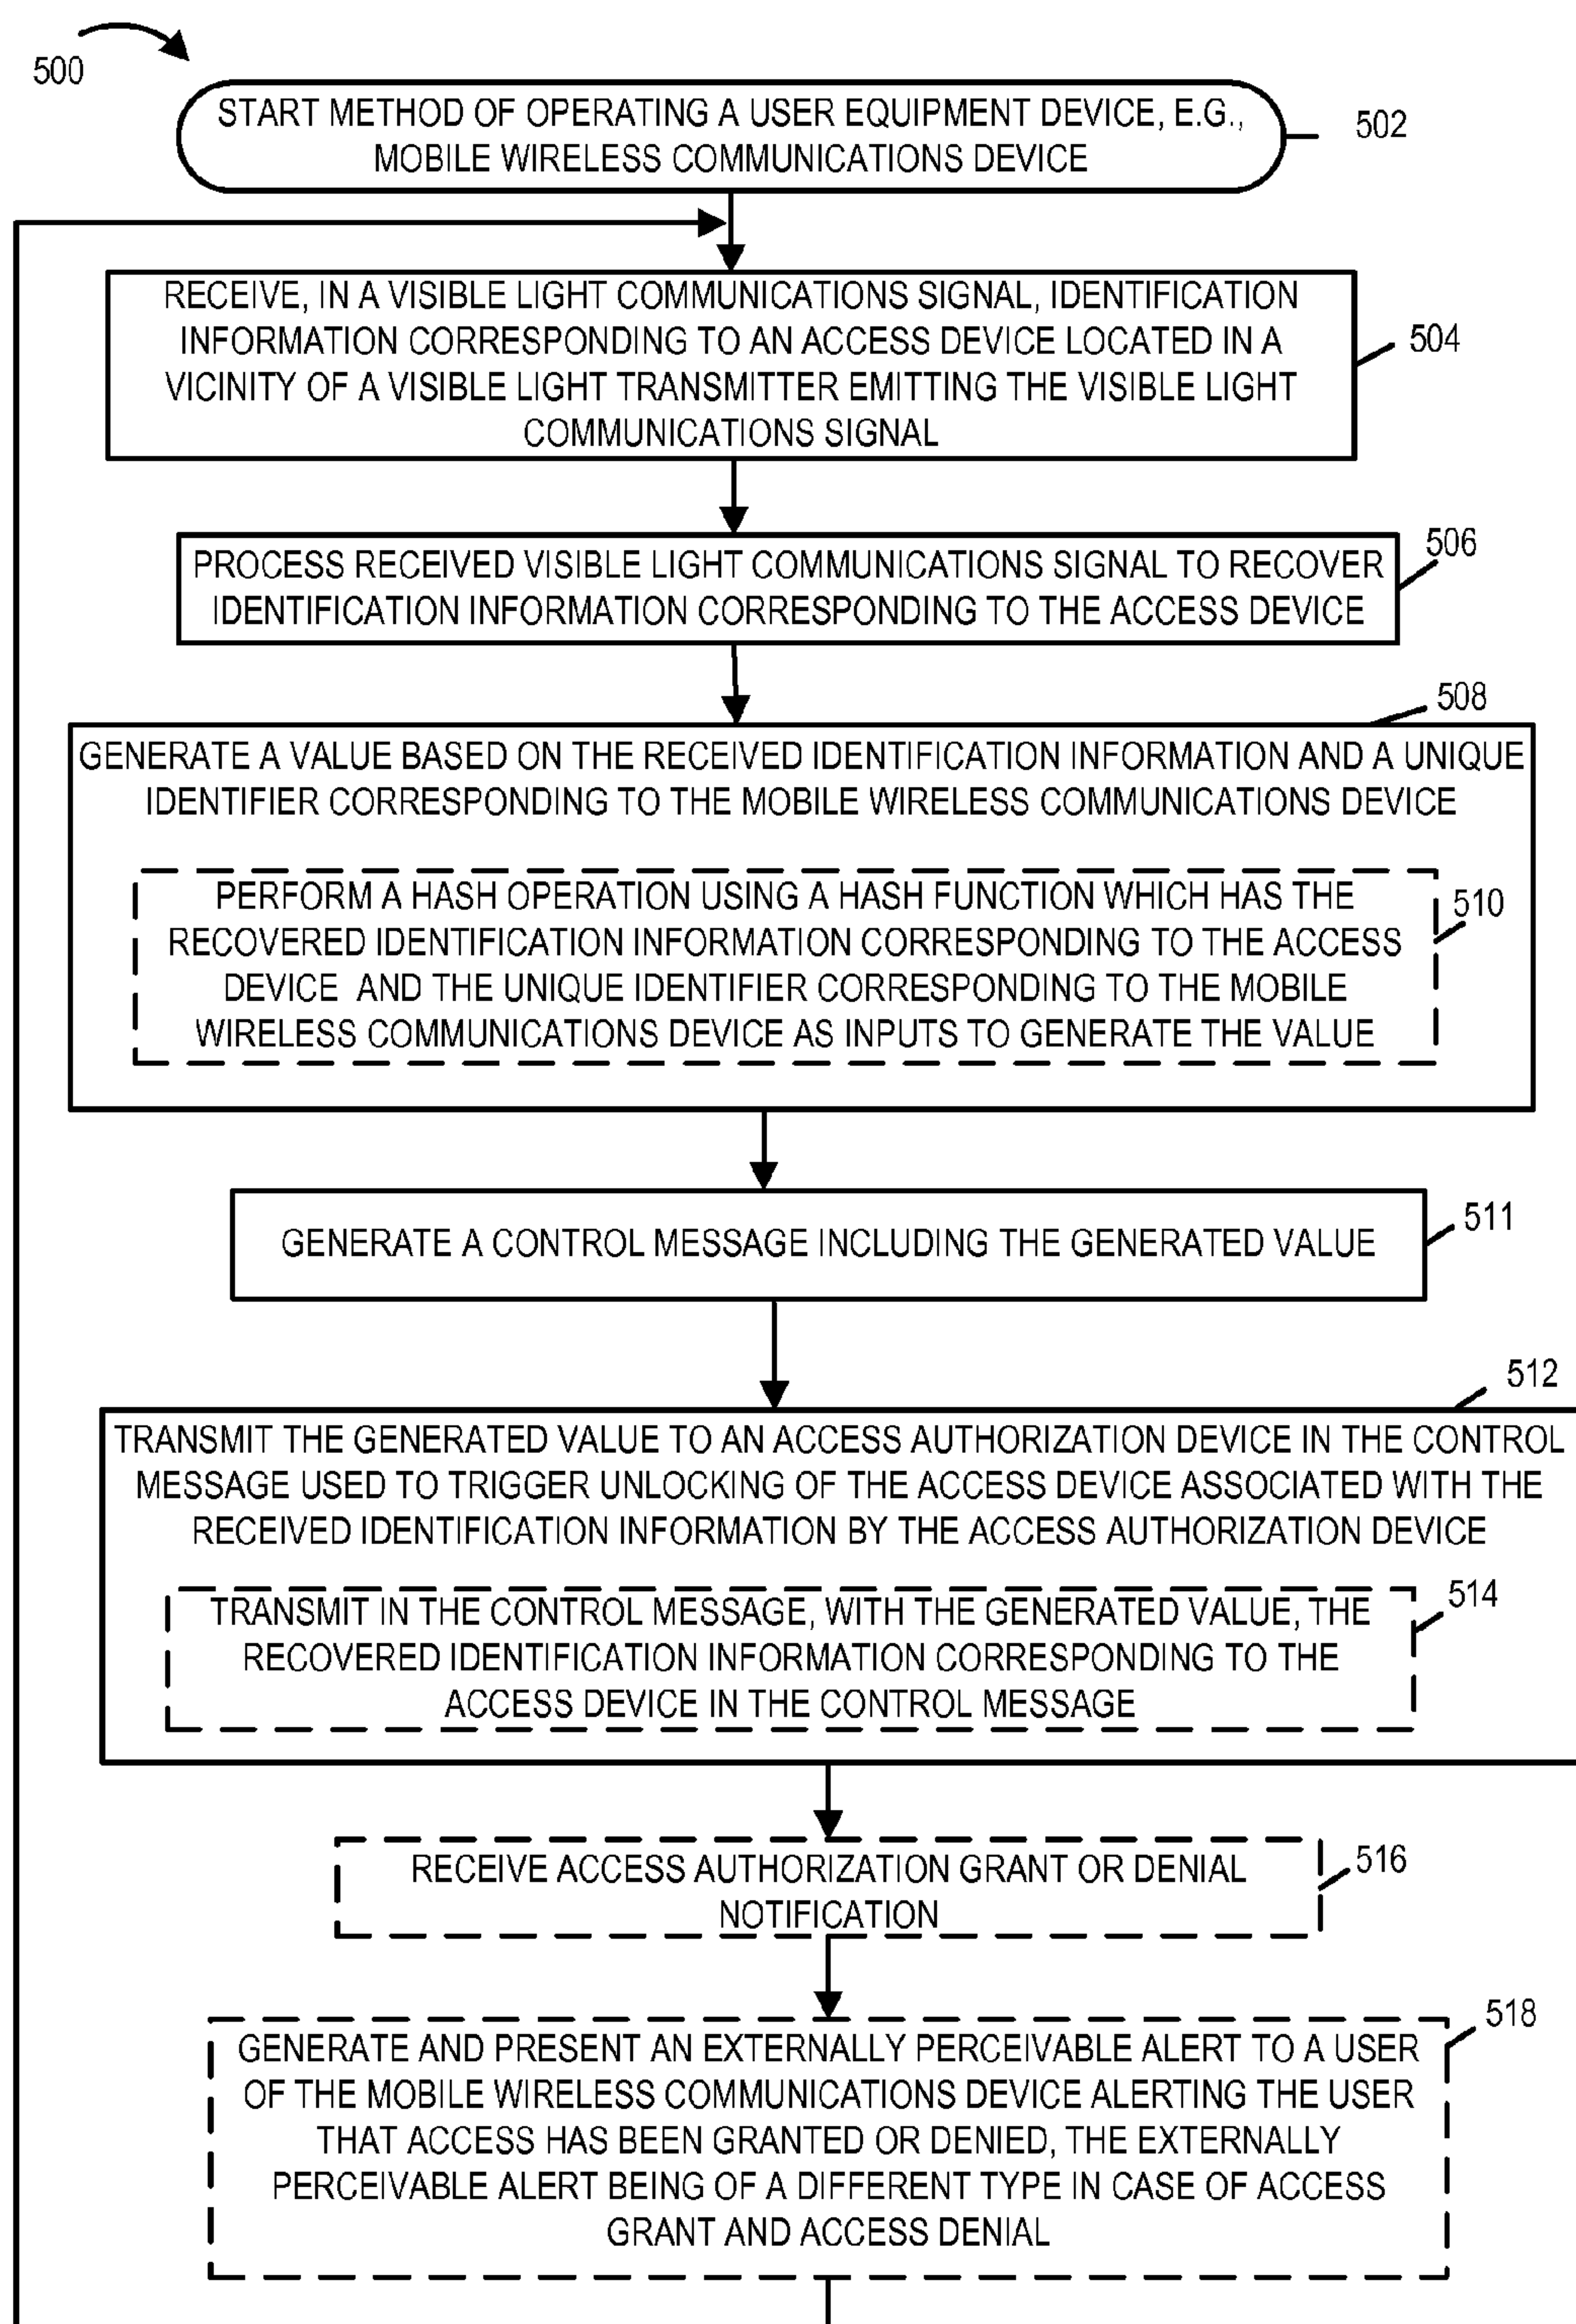 500
START METHOD OF OPERATING A USER EQUIPMENT DEVICE, E.G.,
MOBILE WIRELESS COMMUNICATIONS DEVICE
502
RECEIVE, IN A VISIBLE LIGHT COMMUNICATIONS SIGNAL, IDENTIFICATION
INFORMATION CORRESPONDING TO AN ACCESS DEVICE LOCATED IN A
VICINITY OF A VISIBLE LIGHT TRANSMITTER EMITTING THE VISIBLE LIGHT
COMMUNICATIONS SIGNAL
504
PROCESS RECEIVED VISIBLE LIGHT COMMUNICATIONS SIGNAL TO RECOVER
IDENTIFICATION INFORMATION CORRESPONDING TO THE ACCESS DEVICE
506
508
GENERATE A VALUE BASED ON THE RECEIVED IDENTIFICATION INFORMATION AND A UNIQUE
IDENTIFIER CORRESPONDING TO THE MOBILE WIRELESS COMMUNICATIONS DEVICE
PERFORM A HASH OPERATION USING A HASH FUNCTION WHICH HAS THE
RECOVERED IDENTIFICATION INFORMATION CORRESPONDING TO THE ACCESS
DEVICE AND THE UNIQUE IDENTIFIER CORRESPONDING TO THE MOBILE
WIRELESS COMMUNICATIONS DEVICE AS INPUTS TO GENERATE THE VALUE
510
GENERATE A CONTROL MESSAGE INCLUDING THE GENERATED VALUE
511
512
TRANSMIT THE GENERATED VALUE TO AN ACCESS AUTHORIZATION DEVICE IN THE CONTROL
MESSAGE USED TO TRIGGER UNLOCKING OF THE ACCESS DEVICE ASSOCIATED WITH THE
RECEIVED IDENTIFICATION INFORMATION BY THE ACCESS AUTHORIZATION DEVICE
TRANSMIT IN THE CONTROL MESSAGE, WITH THE GENERATED VALUE, THE
RECOVERED IDENTIFICATION INFORMATION CORRESPONDING TO THE
ACCESS DEVICE IN THE CONTROL MESSAGE
514
RECEIVE ACCESS AUTHORIZATION GRANT OR DENIAL
NOTIFICATION
516
GENERATE AND PRESENT AN EXTERNALLY PERCEIVABLE ALERT TO A USER
OF THE MOBILE WIRELESS COMMUNICATIONS DEVICE ALERTING THE USER
THAT ACCESS HAS BEEN GRANTED OR DENIED, THE EXTERNALLY
PERCEIVABLE ALERT BEING OF A DIFFERENT TYPE IN CASE OF ACCESS
GRANT AND ACCESS DENIAL
518